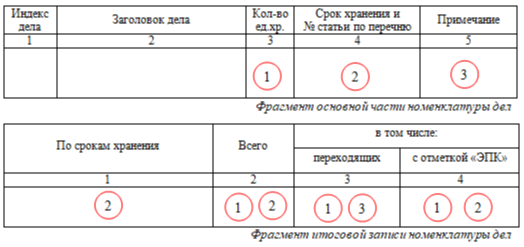 Индекс дела Заголовок дела Кол-во ед.хр. Срок хранения и № статьи по перечню Примечание
1 2 3 4 5
1 2 3
Фрагмент основной части номенклатуры дел
По срокам хранения Всего в том числе:
переходящих с отметкой «ЭПК»
1 2 3 4
2 1 2 1 3 1 2
Фрагмент итоговой записи номенклатуры дел